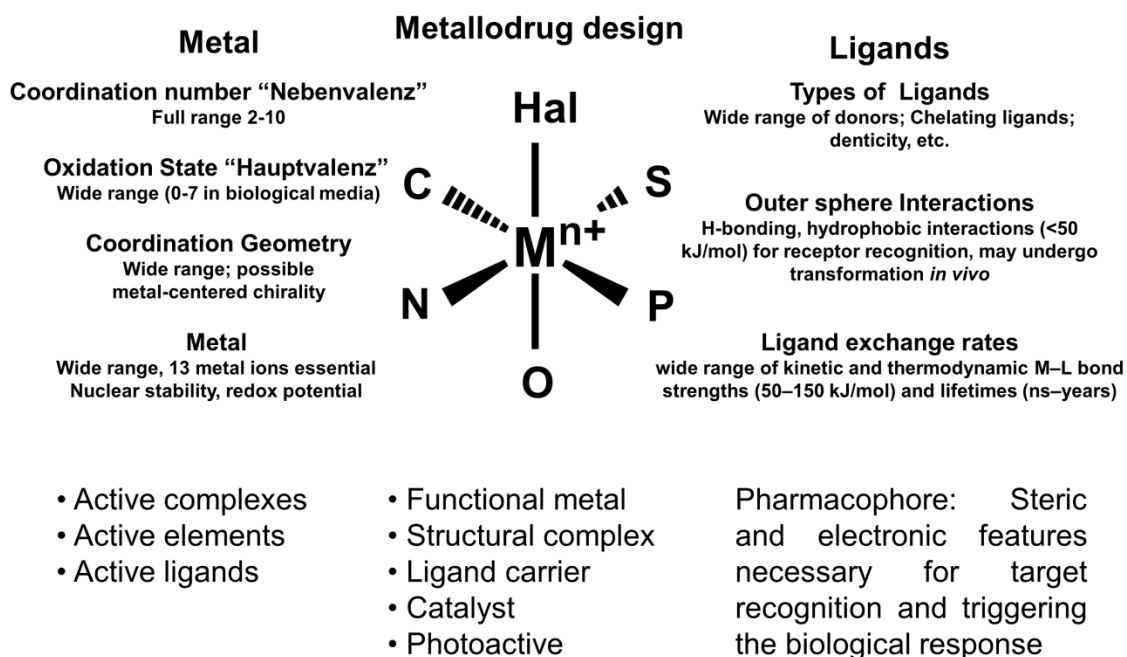 Metallodrug design
Metal
Coordination number “Nebenvalenz”
Full range 2-10
Oxidation State “Hauptvalenz”
Wide range (0-7 in biological media)
Coordination Geometry
Wide range; possible
metal-centered chirality
Metal
Wide range, 13 metal ions essential
Nuclear stability, redox potential
Hal
C
S
Mn+
N
P
O
Ligands
Types of Ligands
Wide range of donors; Chelating ligands;
denticity, etc.
Outer sphere Interactions
H-bonding, hydrophobic interactions (<50
kJ/mol) for receptor recognition, may undergo
transformation in vivo
Ligand exchange rates
wide range of kinetic and thermodynamic M–L bond
strengths (50–150 kJ/mol) and lifetimes (ns–years)
• Active complexes
• Active elements
• Active ligands
• Functional metal
• Structural complex
• Ligand carrier
• Catalyst
• Photoactive
Pharmacophore: Steric
and electronic features
necessary for target
recognition and triggering
the biological response